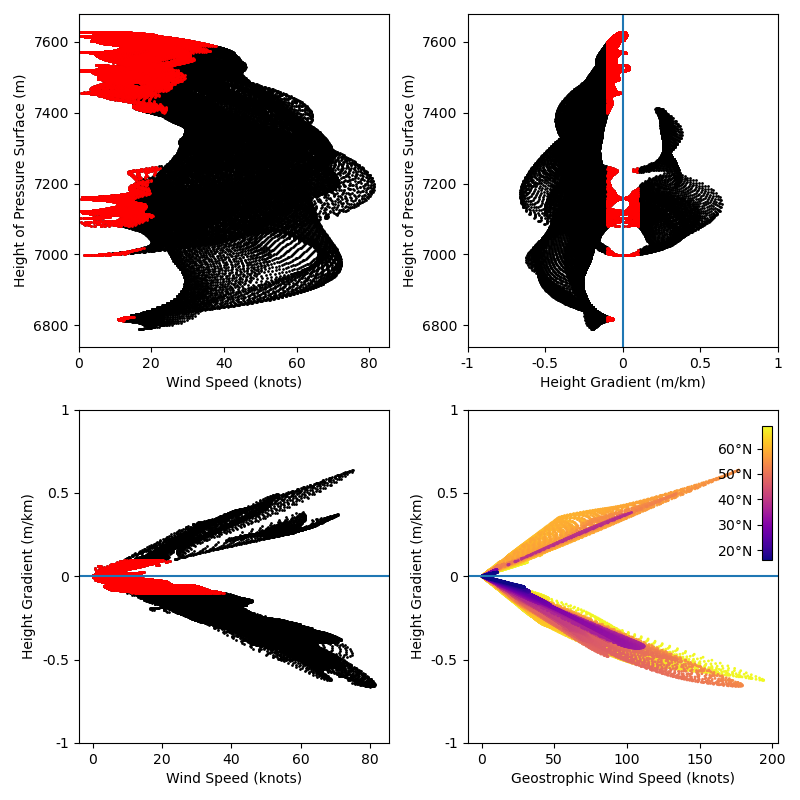 7600
7400
7200
7000
6800
Height of Pressure Surface (m)
0 20 40 60 80
Wind Speed (knots)
7600
7400
7200
7000
6800
Height of Pressure Surface (m)
-1 -0.5 0 0.5 1
Height Gradient (m/km)
1
0.5
0
-0.5
-1
Height Gradient (m/km)
0 20 40 60 80
Wind Speed (knots)
1
0.5
0
-0.5
-1
Height Gradient (m/km)
60°N
50°N
40°N
30°N
20°N
0 50 100 150 200
Geostrophic Wind Speed (knots)